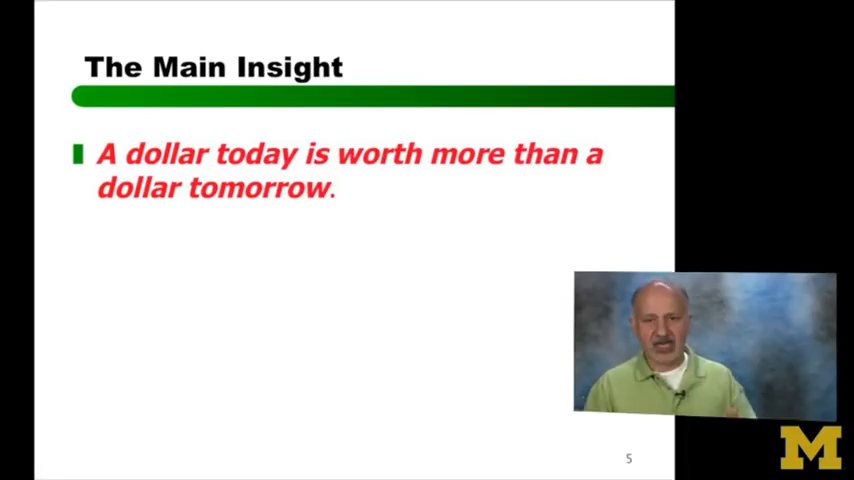 The Main Insight
A dollar today is worth more than a
dollar tomorrow.
5
M